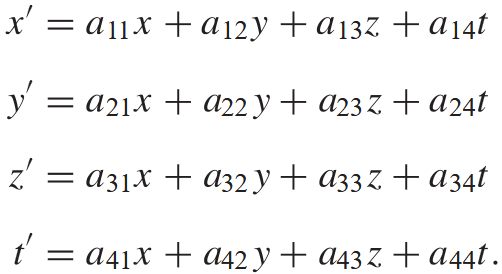 x′ = a₁₁x + a₁₂y + a₁₃z + a₁₄t
y′ = a₂₁x + a₂₂y + a₂₃z + a₂₄t
z′ = a₃₁x + a₃₂y + a₃₃z + a₃₄t
t′ = a₄₁x + a₄₂y + a₄₃z + a₄₄t.